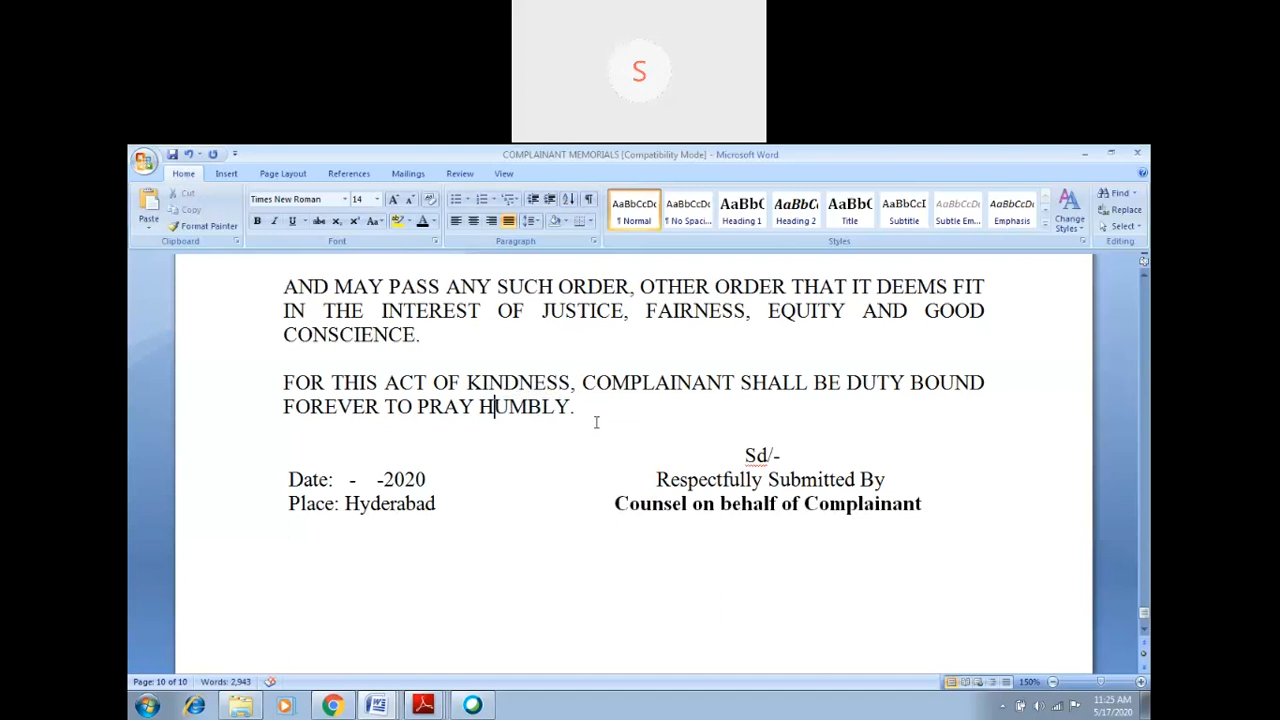 S
COMPLAINANT MEMORIALS [Compatibility Mode] - Microsoft Word
Home Insert Page Layout References Mailings Review View
Paste
Cut
Copy
Format Painter
Clipboard
Times New Roman 14
B I U abc x₂ x² Aa
Font
Paragraph
AaBbCcDc AaBbCcDc AaBbC AaBbCc AaBb( AaBbCcI AaBbCcDc AaBbCcDc
¶ Normal ¶ No Spaci... Heading 1 Heading 2 Title Subtitle Subtle Em... Emphasis
Styles
Change Styles
Find
Replace
Select
Editing
AND MAY PASS ANY SUCH ORDER, OTHER ORDER THAT IT DEEMS FIT
IN THE INTEREST OF JUSTICE, FAIRNESS, EQUITY AND GOOD
CONSCIENCE.
FOR THIS ACT OF KINDNESS, COMPLAINANT SHALL BE DUTY BOUND
FOREVER TO PRAY HUMBLY.
Sd/-
Date: - -2020 Respectfully Submitted By
Place: Hyderabad Counsel on behalf of Complainant
Page: 10 of 10 Words: 2,943 150%
11:25 AM
5/17/2020